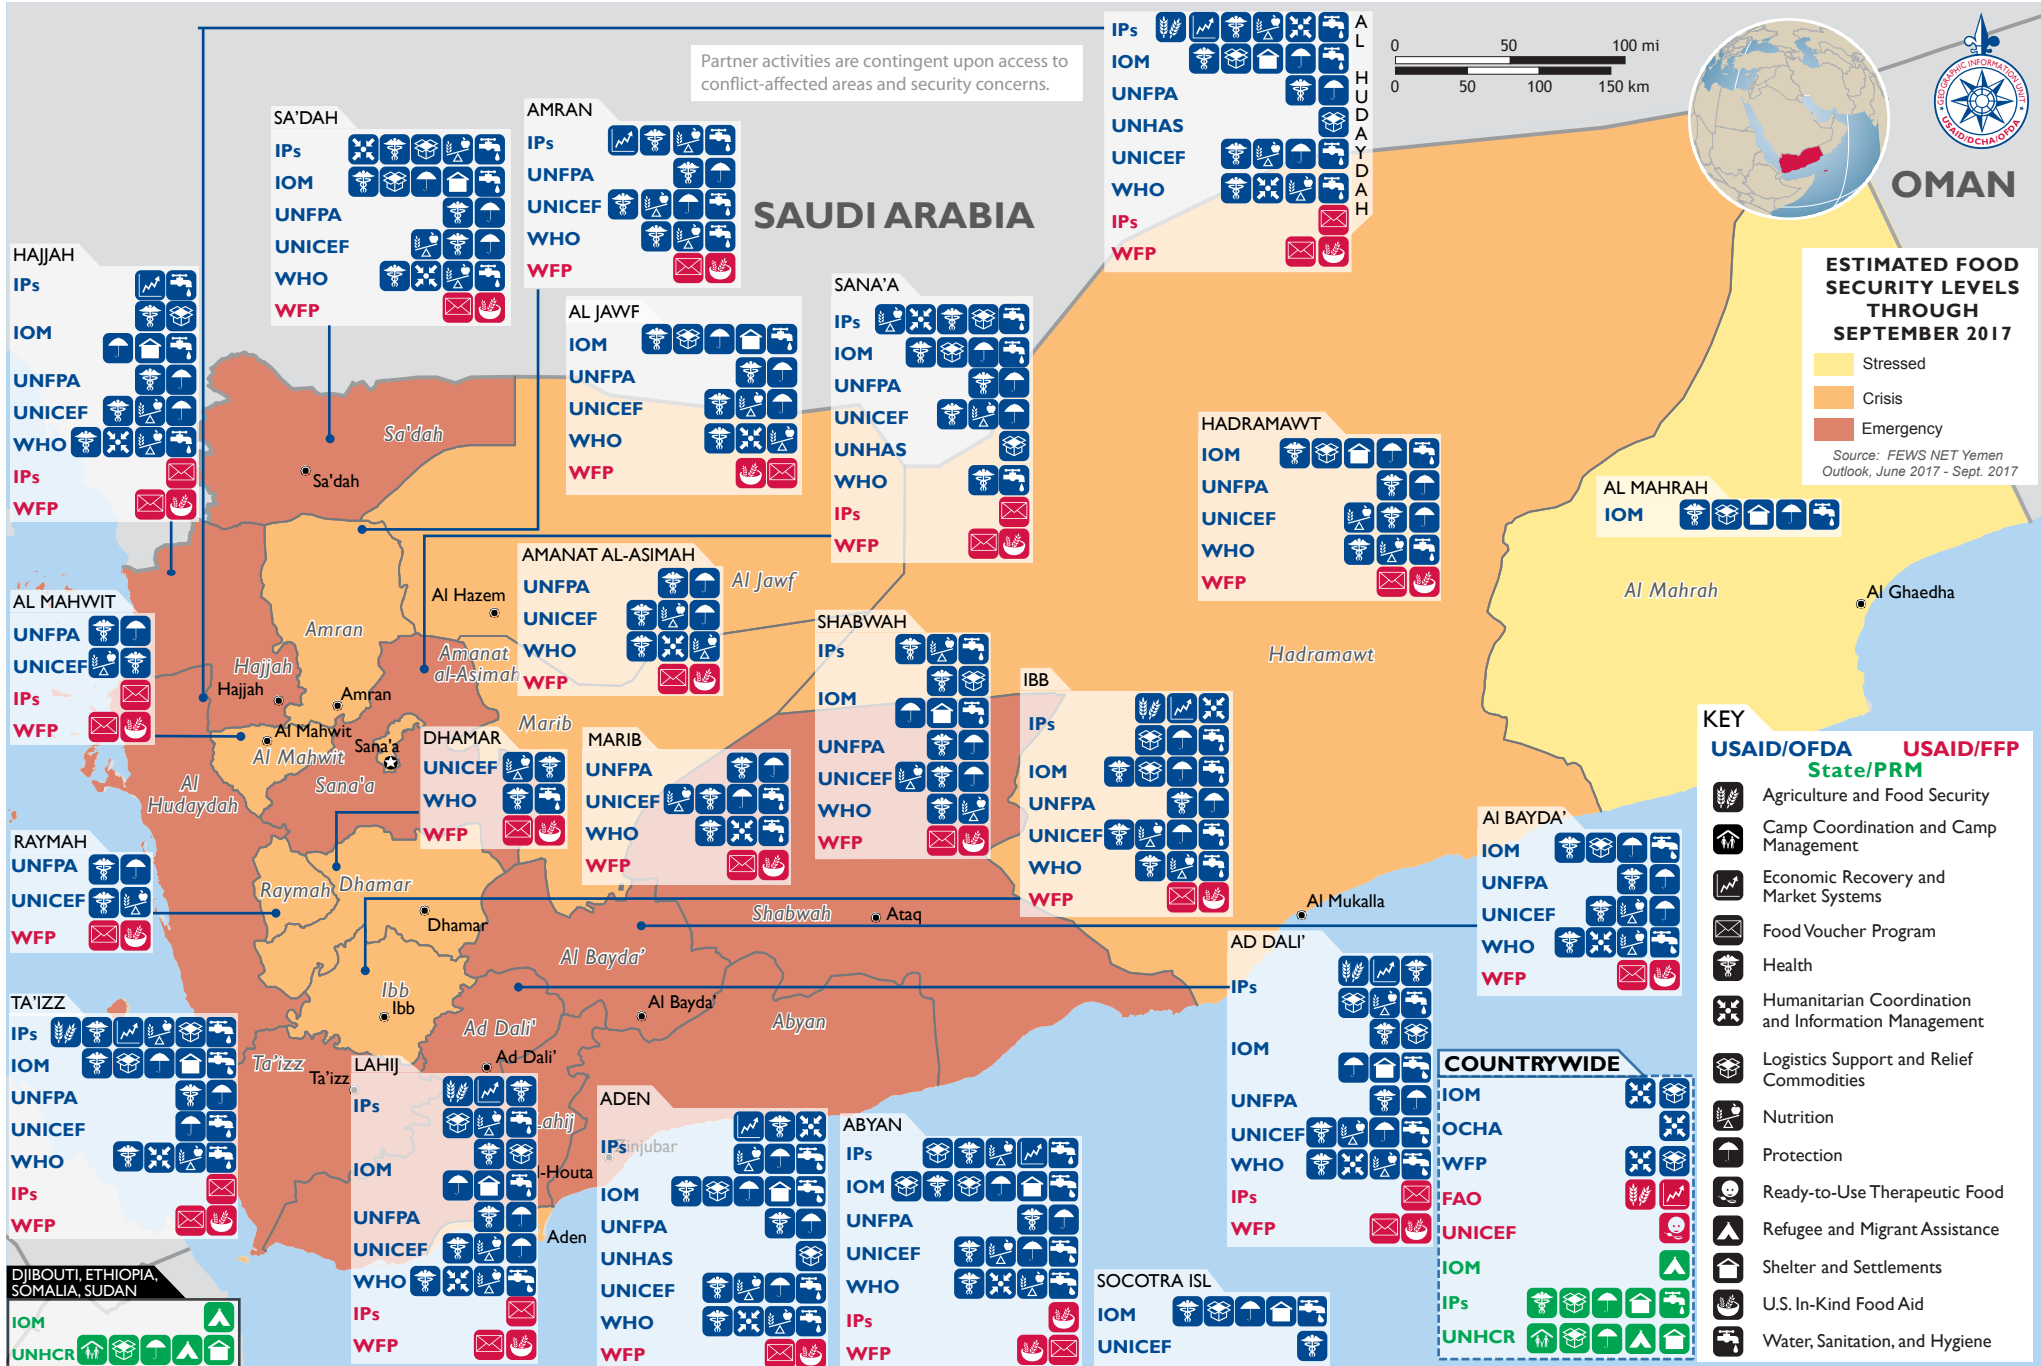 Partner activities are contingent upon access to
conflict-affected areas and security concerns.
SAUDI ARABIA
OMAN
0 50 100 mi
0 50 100 150 km
GEOGRAPHIC INFORMATION UNIT
USAID/DCHA/OFDA
AL HUDAYDAH
IPs
IOM
UNFPA
UNHAS
UNICEF
WHO
IPs
WFP
SA'DAH
IPs
IOM
UNFPA
UNICEF
WHO
WFP
AMRAN
IPs
UNFPA
UNICEF
WHO
WFP
HAJJAH
IPs
IOM
UNFPA
UNICEF
WHO
IPs
WFP
AL JAWF
IOM
UNFPA
UNICEF
WHO
WFP
SANA'A
IPs
IOM
UNFPA
UNICEF
UNHAS
WHO
IPs
WFP
ESTIMATED FOOD
SECURITY LEVELS
THROUGH
SEPTEMBER 2017
Stressed
Crisis
Emergency
Source: FEWS NET Yemen
Outlook, June 2017 - Sept. 2017
HADRAMAWT
IOM
UNFPA
UNICEF
WHO
WFP
AL MAHRAH
IOM
AMANAT AL-ASIMAH
UNFPA
UNICEF
WHO
WFP
AL MAHWIT
UNFPA
UNICEF
IPs
WFP
SHABWAH
IPs
IOM
UNFPA
UNICEF
WHO
WFP
IBB
IPs
IOM
UNFPA
UNICEF
WHO
WFP
DHAMAR
UNICEF
WHO
WFP
MARIB
UNFPA
UNICEF
WHO
WFP
RAYMAH
UNFPA
UNICEF
WFP
Al BAYDA'
IOM
UNFPA
UNICEF
WHO
WFP
AD DALI'
IPs
IOM
UNFPA
UNICEF
WHO
IPs
WFP
TA'IZZ
IPs
IOM
UNFPA
UNICEF
WHO
IPs
WFP
LAHIJ
IPs
IOM
UNFPA
UNICEF
WHO
IPs
WFP
ADEN
IPs
IOM
UNFPA
UNHAS
UNICEF
WHO
WFP
ABYAN
IPs
IOM
UNFPA
UNICEF
WHO
IPs
WFP
SOCOTRA ISL
IOM
UNICEF
COUNTRYWIDE
IOM
OCHA
WFP
FAO
UNICEF
IOM
IPs
UNHCR
DJIBOUTI, ETHIOPIA,
SOMALIA, SUDAN
IOM
UNHCR
KEY
USAID/OFDA USAID/FFP
State/PRM
Agriculture and Food Security
Camp Coordination and Camp
Management
Economic Recovery and
Market Systems
Food Voucher Program
Health
Humanitarian Coordination
and Information Management
Logistics Support and Relief
Commodities
Nutrition
Protection
Ready-to-Use Therapeutic Food
Refugee and Migrant Assistance
Shelter and Settlements
U.S. In-Kind Food Aid
Water, Sanitation, and Hygiene
Sa'dah
Sa'dah
Al Jawf
Al Hazem
Amran
Amanat
al-Asimah
Hajjah
Hajjah
Amran
Marib
Al Mahwit
Al Mahwit
Sana'a
Sana'a
Al
Hudaydah
Hadramawt
Al Mahrah
Al Ghaedha
Raymah
Dhamar
Dhamar
Shabwah
Ataq
Al Mukalla
Al Bayda'
Al Bayda'
Ibb
Ibb
Ad Dali'
Ad Dali'
Abyan
Ta'izz
Ta'izz
Lahij
Zinjubar
l-Houta
Aden